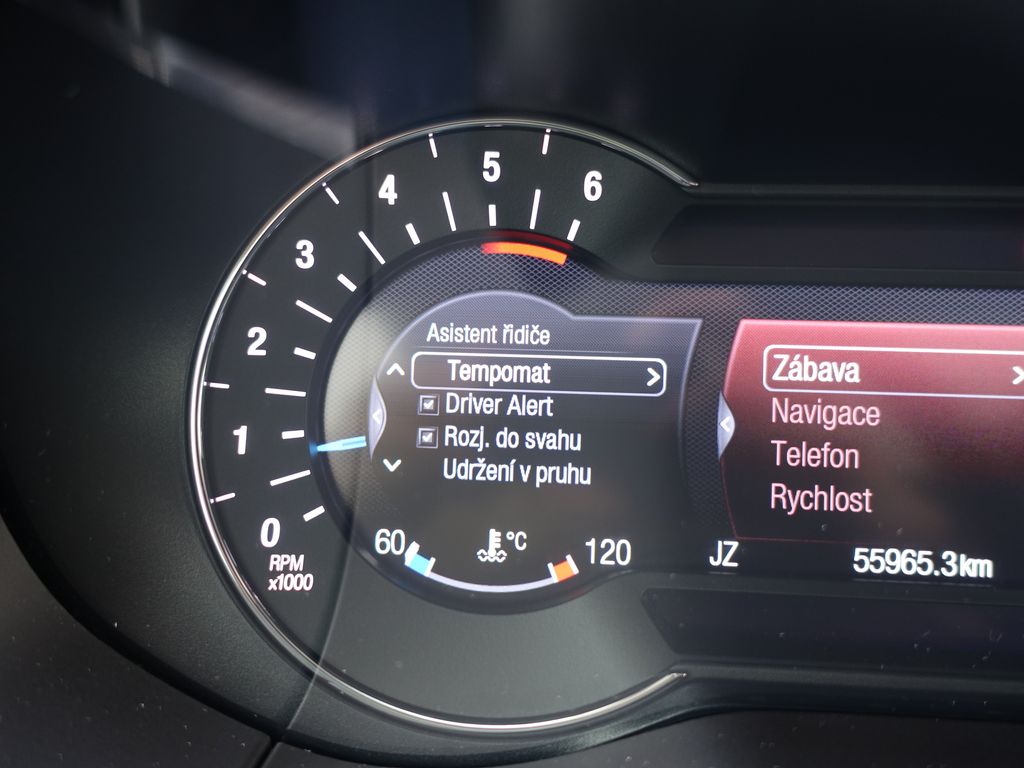 6
5
4
3
2
1
0
RPM
x1000
Asistent řidiče
Tempomat
Driver Alert
Rozj. do svahu
Udržení v pruhu
60 °C 120
Zábava
Navigace
Telefon
Rychlost
JZ 55965.3km